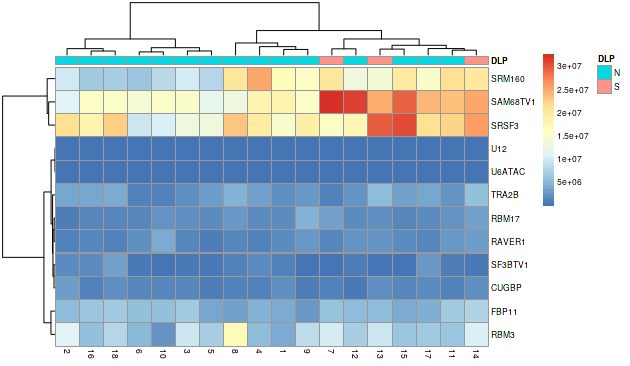 DLP
SRM160
SAM68TV1
SRSF3
U12
U6ATAC
TRA2B
RBM17
RAVER1
SF3BTV1
CUGBP
FBP11
RBM3
2 16 18 6 10 3 5 8 4 1 9 7 12 13 15 17 11 14
3e+07
2.5e+07
2e+07
1.5e+07
1e+07
5e+06
DLP
N
S